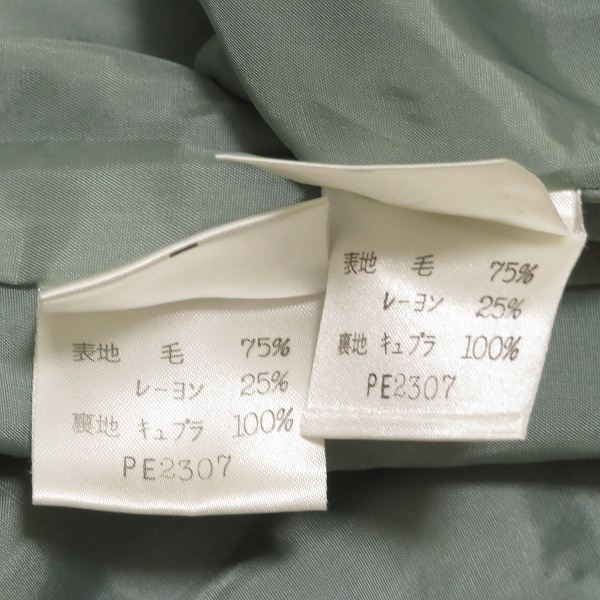 表地 毛 75%
レーヨン 25%
裏地 キュプラ 100%
PE2307
表地 毛 75%
レーヨン 25%
裏地 キュプラ 100%
PE2307